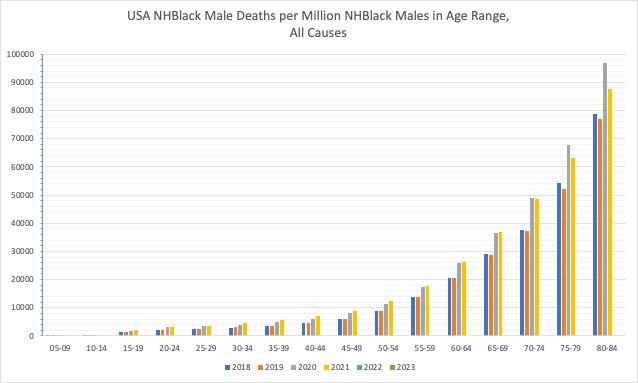 USA NHBlack Male Deaths per Million NHBlack Males in Age Range,
All Causes
100000
90000
80000
70000
60000
50000
40000
30000
20000
10000
0
05-09 10-14 15-19 20-24 25-29 30-34 35-39 40-44 45-49 50-54 55-59 60-64 65-69 70-74 75-79 80-84
2018 2019 2020 2021 2022 2023